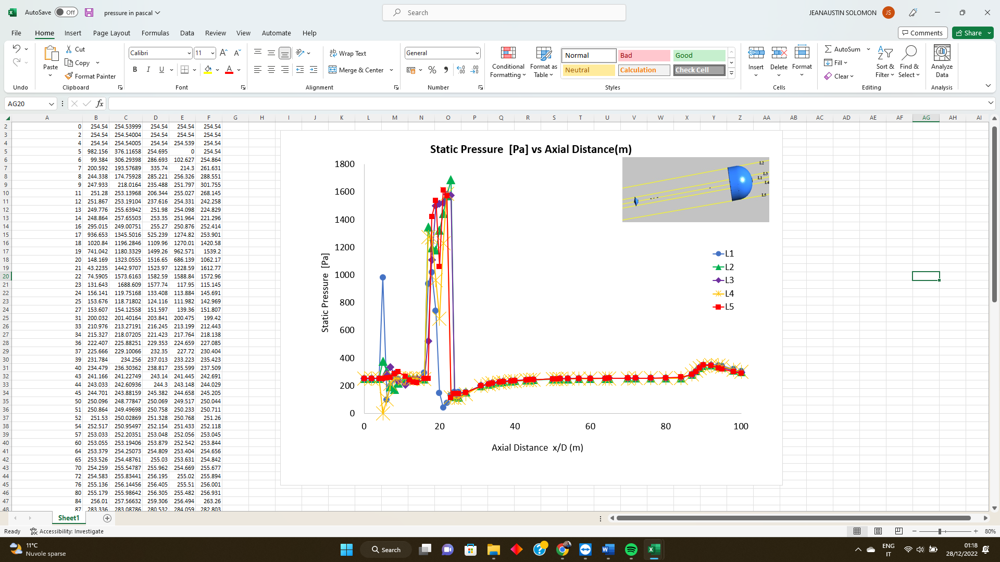 AutoSave Off pressure in pascal Search JEANAUSTIN SOLOMON JS
File Home Insert Page Layout Formulas Data Review View Automate Help Comments Share
Paste Cut Copy Format Painter
Calibri 11 B I U A
Wrap Text Merge & Center
General % 
Conditional Formatting Format as Table
Normal Bad Good
Neutral Calculation Check Cell
Insert Delete Format
AutoSum Fill Clear
Sort & Filter Find & Select Analyze Data
Undo Clipboard Font Alignment Number Styles Cells Editing Analysis
AG20 fx
A B C D E F G H I J K L M N O P Q R S T U V W X Y Z AA AB AC AD AE AF AG AH AI
2 0 254.54 254.53999 254.54 254.54 254.54
3 2 254.54 254.54004 254.54 254.54 254.54
4 4 254.54 254.54005 254.54 254.539 254.54
5 5 982.156 376.11658 254.695 0 254.54
6 6 99.384 306.29398 286.693 102.627 254.864
7 7 200.592 193.57689 335.74 214.3 261.631
8 8 244.338 174.75928 285.221 256.326 288.551
9 9 247.933 218.0164 235.488 251.797 301.755
10 11 251.28 253.13968 206.344 255.027 268.145
11 12 251.867 253.19104 237.616 254.331 242.258
12 13 249.776 255.63942 251.98 254.098 224.829
13 14 248.864 257.65503 253.35 251.964 221.296
14 16 295.015 249.00751 255.27 250.876 252.414
15 17 936.653 1345.5016 525.239 1274.82 253.901
16 18 1020.84 1196.2846 1109.96 1270.01 1420.58
17 19 741.042 1180.3329 1499.26 962.571 1539.2
18 20 148.169 1323.0555 1516.65 686.139 1062.17
19 21 43.2235 1442.9707 1523.97 1228.59 1612.77
20 22 74.5905 1573.6163 1582.59 1588.84 1572.96
21 23 131.643 1688.609 1577.74 117.95 115.145
22 24 156.141 119.75168 133.408 113.884 145.691
23 25 153.676 118.71802 124.116 111.982 142.969
24 27 153.607 154.12558 151.597 139.36 151.807
25 31 200.032 201.40164 203.841 200.475 199.42
26 33 210.976 213.27191 216.245 213.199 212.443
27 34 215.327 218.07205 221.423 217.764 218.138
28 36 222.407 225.88251 229.353 224.659 227.085
29 37 225.666 229.10066 232.35 227.72 230.404
30 39 231.784 234.256 237.013 233.223 235.423
31 40 234.479 236.30362 238.817 235.599 237.509
32 43 241.166 241.22749 243.14 241.445 242.691
33 44 243.033 242.60936 244.3 243.148 244.029
34 45 244.701 243.88159 245.382 244.658 245.205
35 50 250.096 248.77847 250.069 249.517 250.044
36 51 250.864 249.49698 250.758 250.233 250.711
37 52 251.53 250.02869 251.328 250.768 251.26
38 54 252.517 250.95497 252.154 251.433 252.118
39 57 253.033 252.20351 253.048 252.056 253.045
40 60 253.055 253.19406 253.879 252.542 253.844
41 64 253.379 254.25073 254.809 253.404 254.656
42 65 253.526 254.48761 255.03 253.631 254.842
43 70 254.259 255.54787 255.962 254.669 255.677
44 72 254.583 255.83441 256.195 255.02 255.894
45 76 255.136 256.14456 256.405 255.51 256.001
46 80 255.179 255.98642 256.305 255.482 256.931
47 84 256.01 257.56632 259.306 256.494 263.26
48 87 283.336 283.08786 280.532 284.059 282.803
Static Pressure [Pa] vs Axial Distance(m)
1800
1600
1400
1200
1000
800
600
400
200
0
Static Pressure [Pa]
0 20 40 60 80 100
Axial Distance x/D (m)
L2
L3
L1
L4
L5
L1
L2
L3
L4
L5
Sheet1
Ready Accessibility: Investigate 80%
11°C
Nuvole sparse
Search
ENG
IT
01:18
28/12/2022